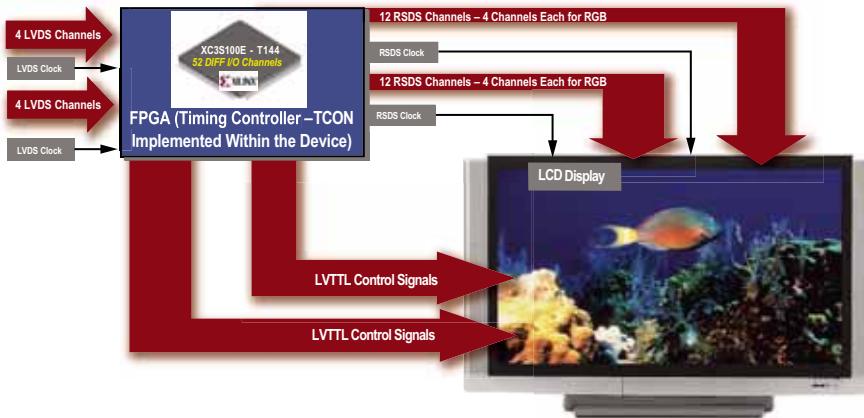 12 RSDS Channels – 4 Channels Each for RGB
4 LVDS Channels
XC3S100E - T144
52 DIFF I/O Channels
RSDS Clock
LVDS Clock
XILINX
12 RSDS Channels – 4 Channels Each for RGB
4 LVDS Channels
FPGA (Timing Controller –TCON
Implemented Within the Device)
RSDS Clock
LVDS Clock
LCD Display
LVTTL Control Signals
LVTTL Control Signals